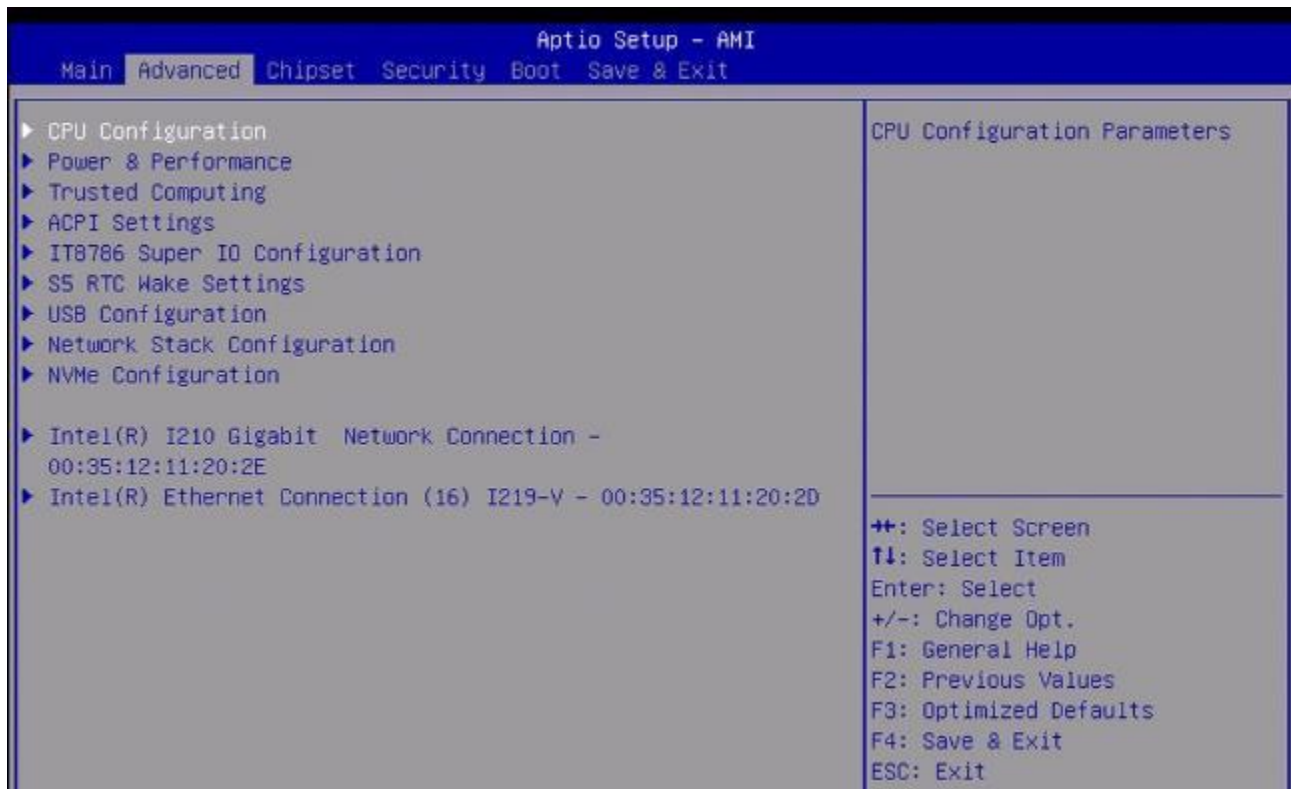 Aptio Setup – AMI
Main Advanced Chipset Security Boot Save & Exit
▶ CPU Configuration
▶ Power & Performance
▶ Trusted Computing
▶ ACPI Settings
▶ IT8786 Super IO Configuration
▶ S5 RTC Wake Settings
▶ USB Configuration
▶ Network Stack Configuration
▶ NVMe Configuration
▶ Intel(R) I210 Gigabit  Network Connection –
00:35:12:11:20:2E
▶ Intel(R) Ethernet Connection (16) I219-V – 00:35:12:11:20:2D
CPU Configuration Parameters
→←: Select Screen
↑↓: Select Item
Enter: Select
+/-: Change Opt.
F1: General Help
F2: Previous Values
F3: Optimized Defaults
F4: Save & Exit
ESC: Exit